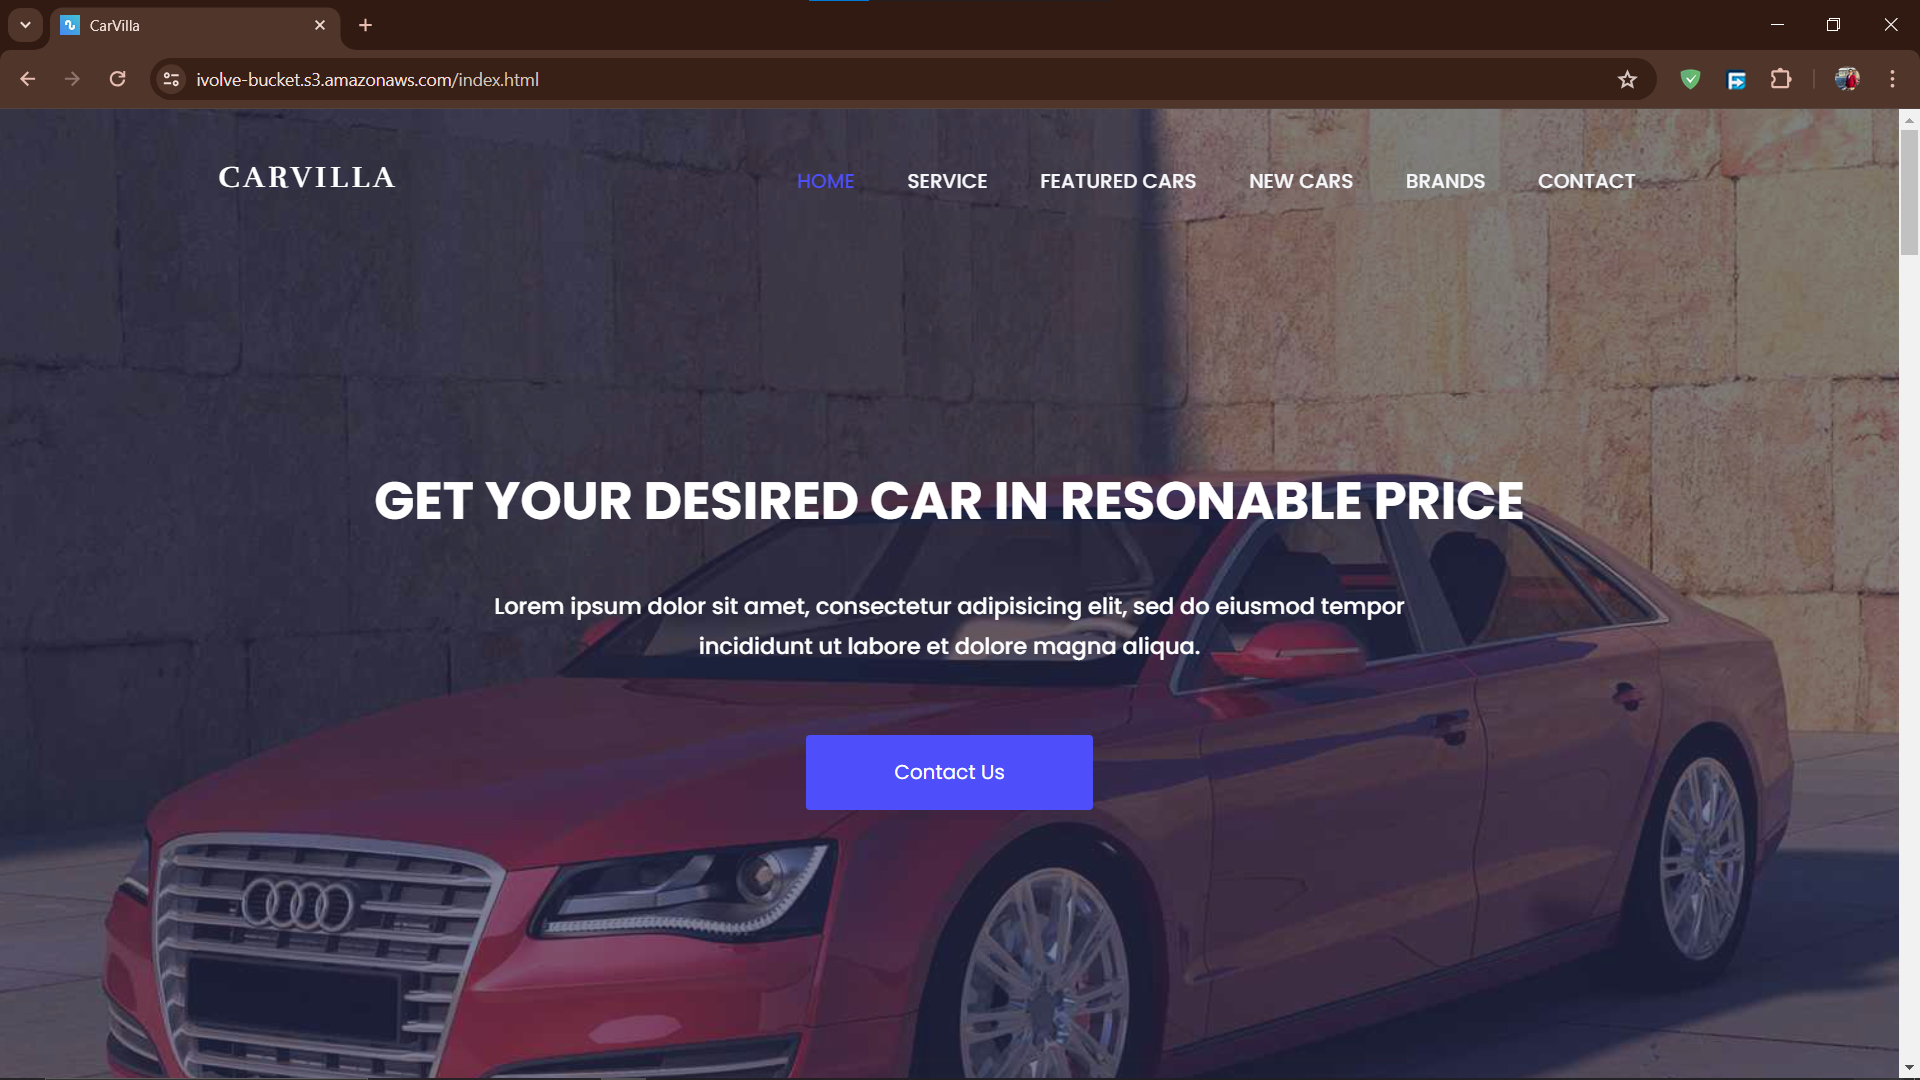 CarVilla
ivolve-bucket.s3.amazonaws.com/index.html
CARVILLA
HOME SERVICE FEATURED CARS NEW CARS BRANDS CONTACT
GET YOUR DESIRED CAR IN RESONABLE PRICE
Lorem ipsum dolor sit amet, consectetur adipisicing elit, sed do eiusmod tempor
incididunt ut labore et dolore magna aliqua.
Contact Us